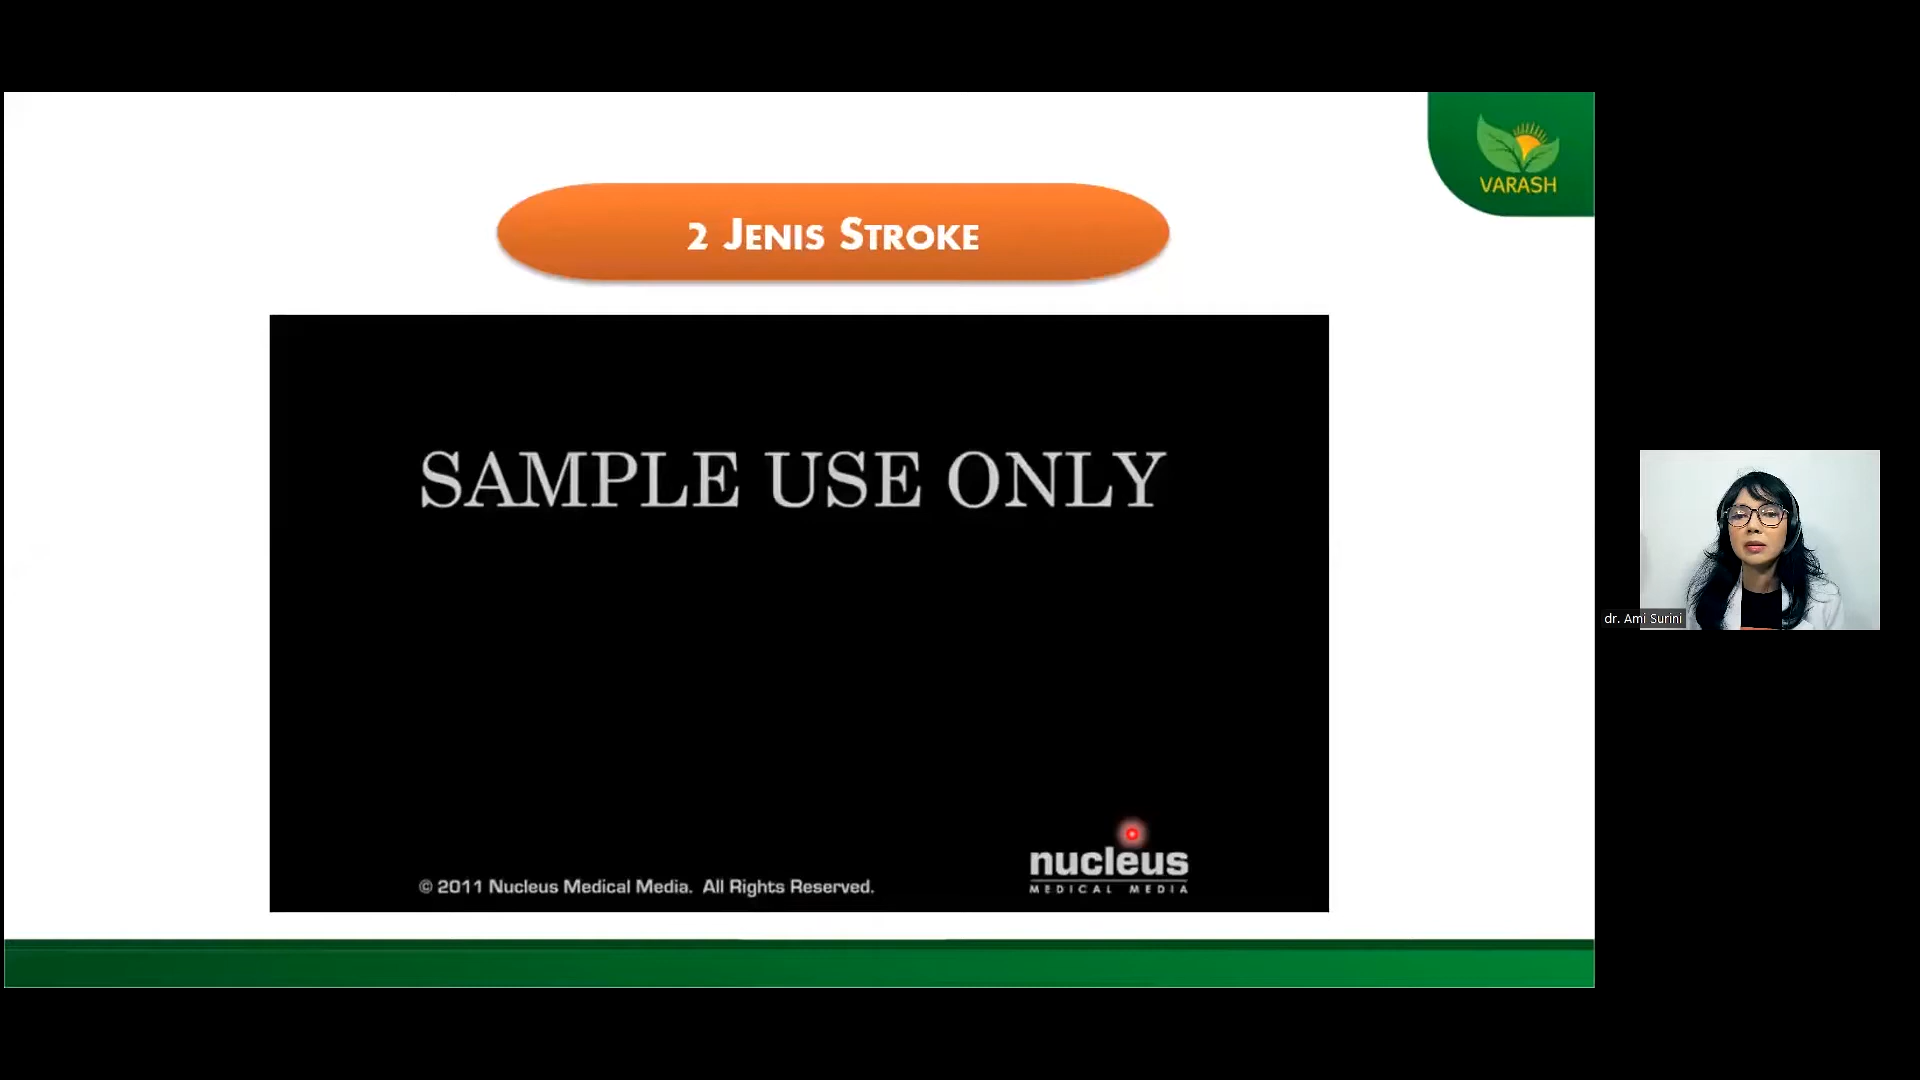 VARASH
2 JENIS STROKE
SAMPLE USE ONLY
© 2011 Nucleus Medical Media. All Rights Reserved.
nucleus
MEDICAL MEDIA
dr. Ami Surini